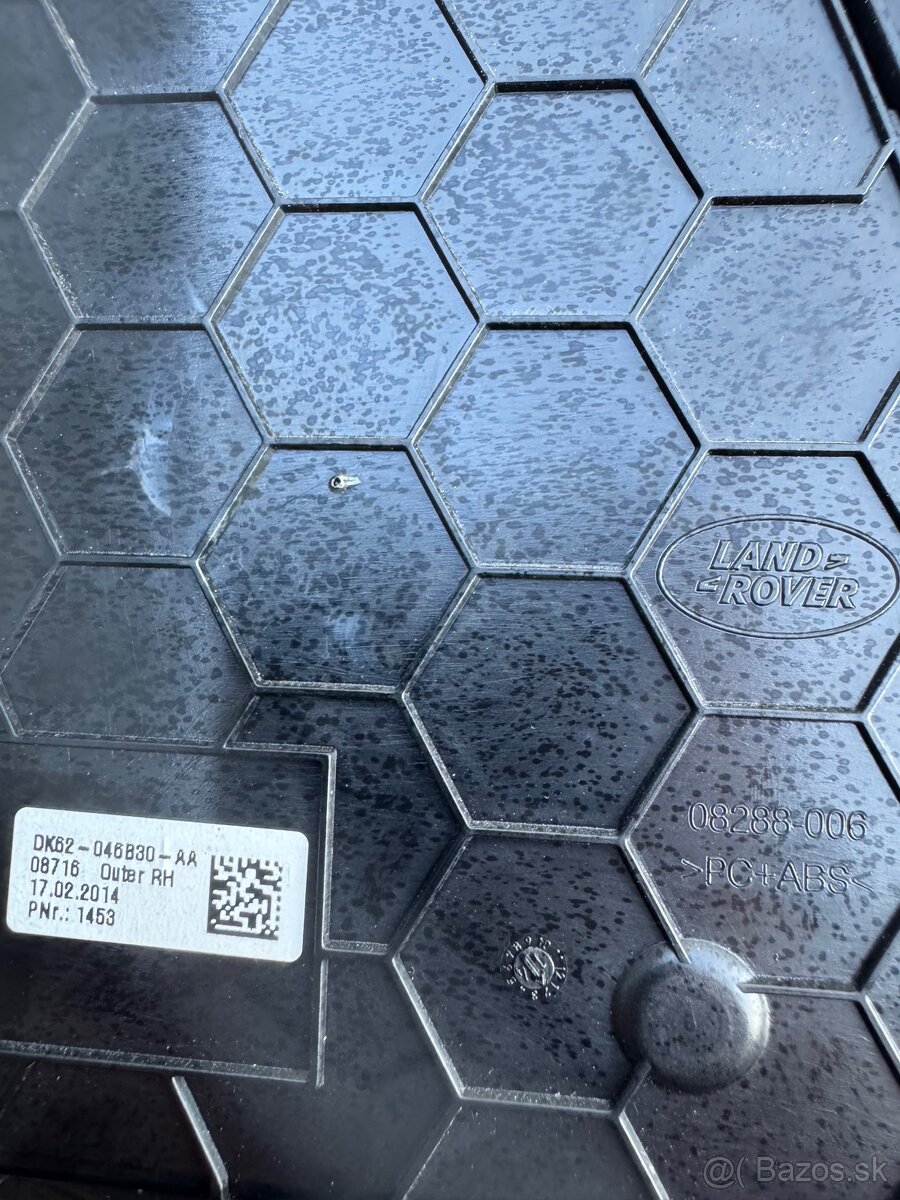 LAND
ROVER
08288-006
>PC+ABS<
DK62-046B30-AA
08716 Outer RH
17.02.2014
PNr.: 1453
@( Bazos.sk